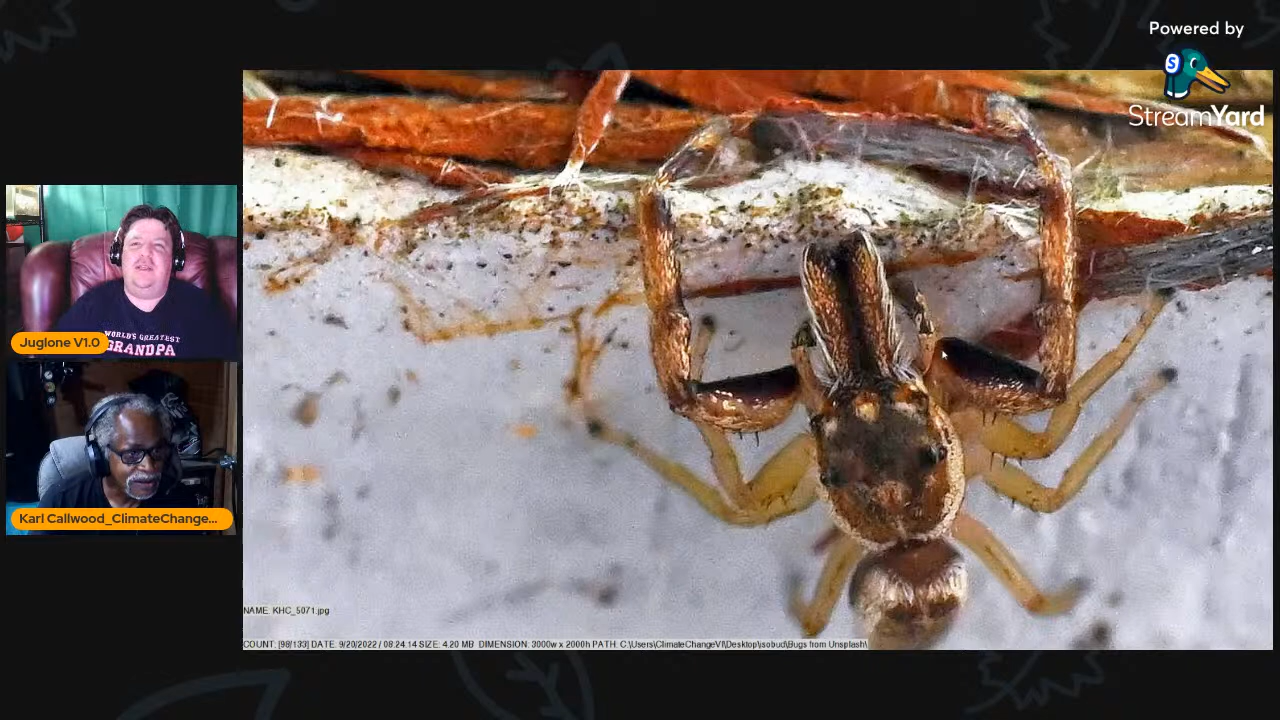 Powered by
StreamYard
WORLD'S GREATEST
GRANDPA
Juglone V1.0
Karl Callwood_ClimateChange...
NAME: KHC_5071.jpg
COUNT: [98/133] DATE: 9/20/2022 / 08:24:14 SIZE: 4.20 MB DIMENSION: 3000w x 2000h PATH: C:\Users\ClimateChangeVI\Desktop\isobud\Bugs from Unsplash\